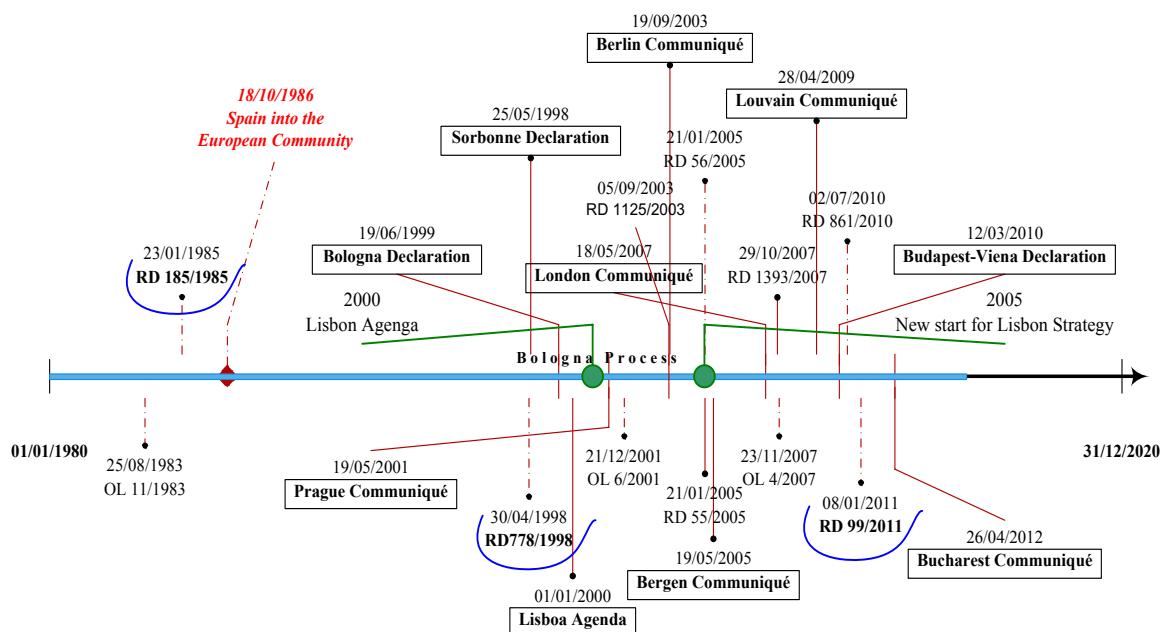 19/09/2003
Berlin Communiqué
28/04/2009
Louvain Communiqué
18/10/1986
Spain into the
European Community
25/05/1998
Sorbonne Declaration
21/01/2005
RD 56/2005
05/09/2003
RD 1125/2003
02/07/2010
RD 861/2010
23/01/1985
RD 185/1985
19/06/1999
Bologna Declaration
18/05/2007
London Communiqué
29/10/2007
RD 1393/2007
12/03/2010
Budapest-Viena Declaration
2000
Lisbon Agenga
2005
New start for Lisbon Strategy
Bologna Process
01/01/1980
31/12/2020
25/08/1983
OL 11/1983
19/05/2001
Prague Communiqué
21/12/2001
OL 6/2001
23/11/2007
OL 4/2007
21/01/2005
RD 55/2005
30/04/1998
RD778/1998
08/01/2011
RD 99/2011
19/05/2005
Bergen Communiqué
26/04/2012
Bucharest Communiqué
01/01/2000
Lisboa Agenda